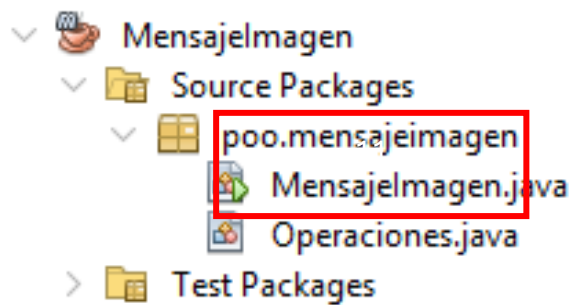 MensajeImagen
Source Packages
poo.mensajeimagen
MensajeImagen.java
Operaciones.java
Test Packages